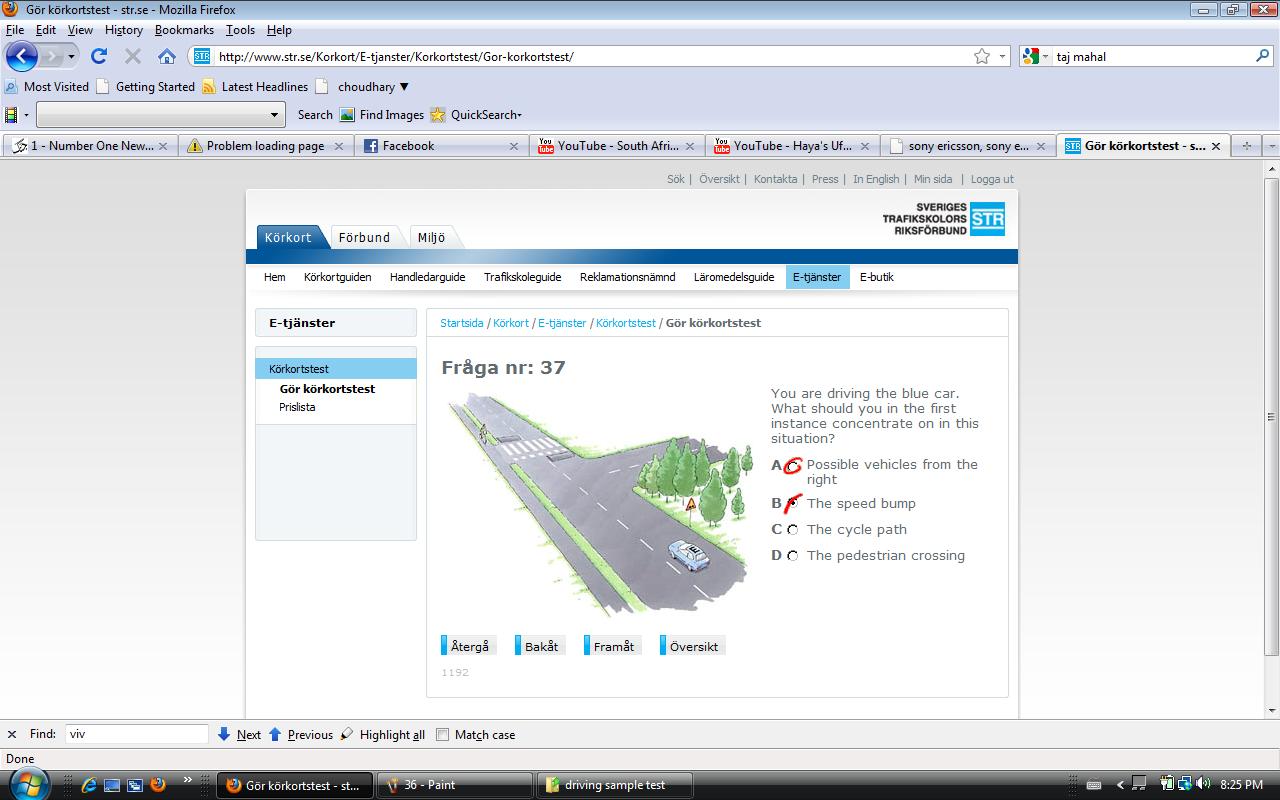 Gör körkortstest - str.se - Mozilla Firefox
File Edit View History Bookmarks Tools Help
STR http://www.str.se/Korkort/E-tjanster/Korkortstest/Gor-korkortstest/ taj mahal
Most Visited Getting Started Latest Headlines choudhary
Search Find Images QuickSearch
1 - Number One New... Problem loading page Facebook YouTube - South Afri... YouTube - Haya's Uf... sony ericsson, sony e... Gör körkortstest - s...
Sök | Översikt | Kontakta | Press | In English | Min sida | Logga ut
SVERIGES
TRAFIKSKOLORS STR
RIKSFÖRBUND
Körkort Förbund Miljö
Hem Körkortguiden Handledarguide Trafikskoleguide Reklamationsnämnd Läromedelsguide E-tjänster E-butik
E-tjänster
Körkortstest
Gör körkortstest
Prislista
Startsida / Körkort / E-tjänster / Körkortstest / Gör körkortstest
Fråga nr: 37
You are driving the blue car.
What should you in the first
instance concentrate on in this
situation?
A Possible vehicles from the
right
B The speed bump
C The cycle path
D The pedestrian crossing
Återgå Bakåt Framåt Översikt
1192
Find: viv Next Previous Highlight all Match case
Done
Gör körkortstest - st... 36 - Paint driving sample test 8:25 PM